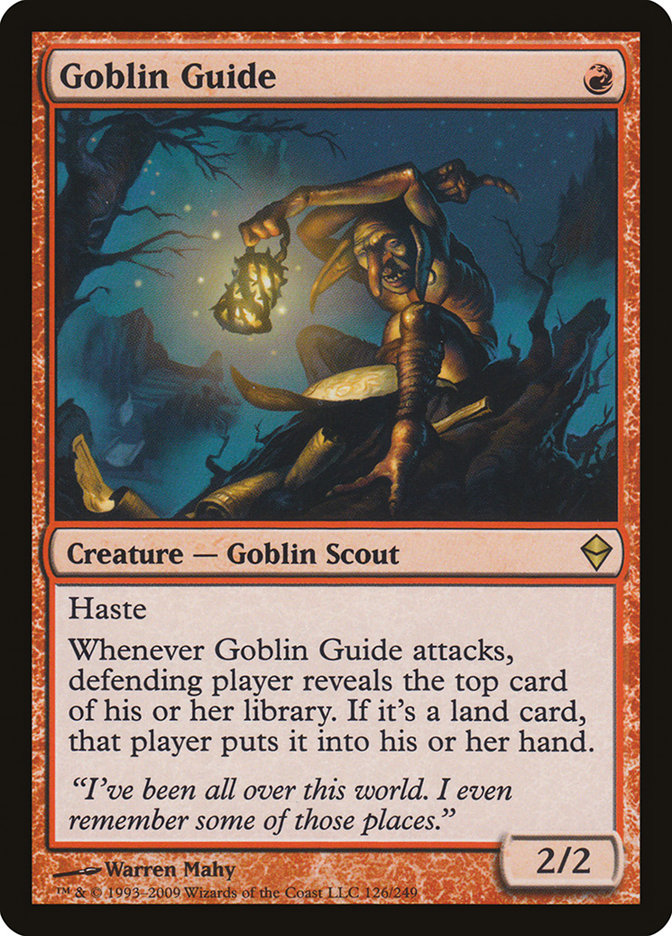 Goblin Guide
Creature — Goblin Scout
Haste
Whenever Goblin Guide attacks,
defending player reveals the top card
of his or her library. If it's a land card,
that player puts it into his or her hand.
“I've been all over this world. I even
remember some of those places.”
2/2
Warren Mahy
™ & © 1993–2009 Wizards of the Coast LLC 126/249